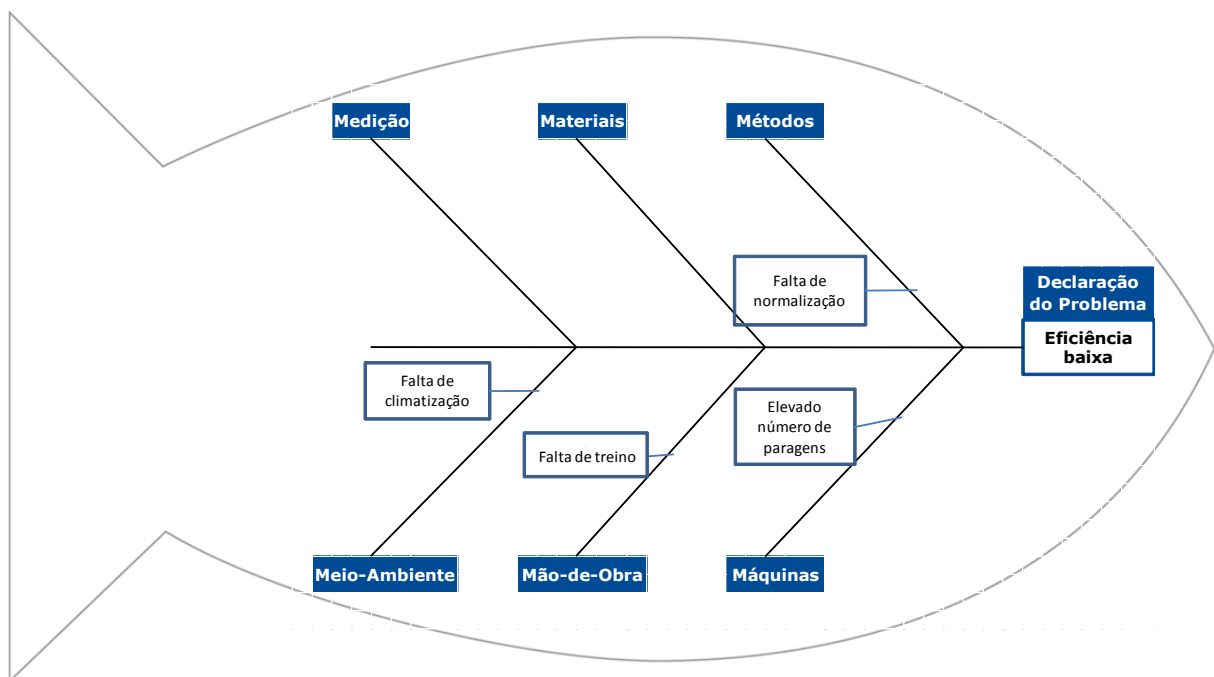 Medição
Materiais
Métodos
Falta de
normalização
Declaração
do Problema
Eficiência
baixa
Falta de
climatização
Elevado
número de
paragens
Falta de treino
Meio-Ambiente
Mão-de-Obra
Máquinas